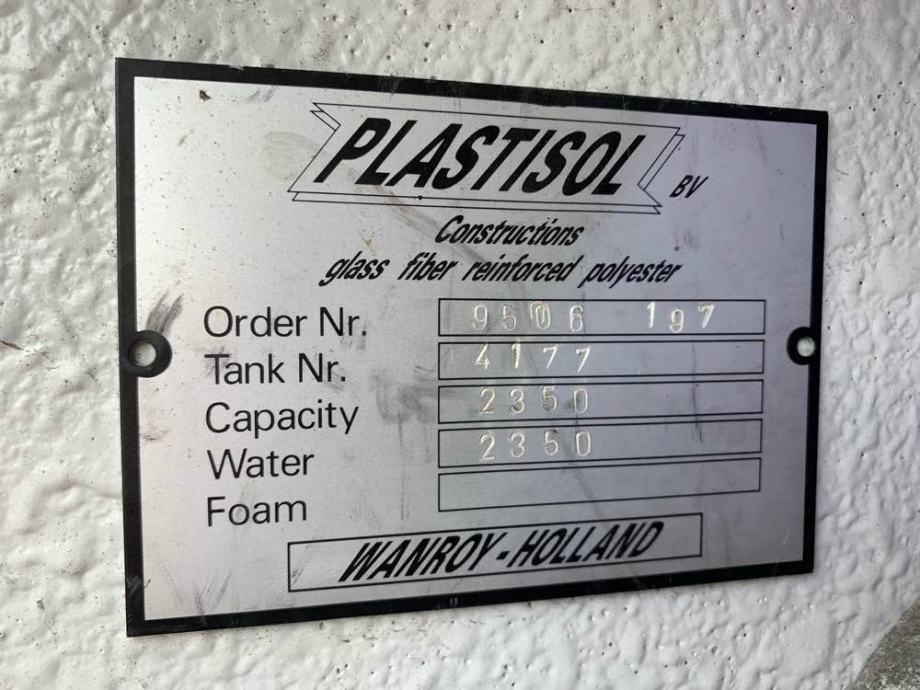 PLASTISOL BV
Constructions
glass fiber reinforced polyester
Order Nr. 9506 197
Tank Nr. 4177
Capacity 2350
Water 2350
Foam
WANROY-HOLLAND